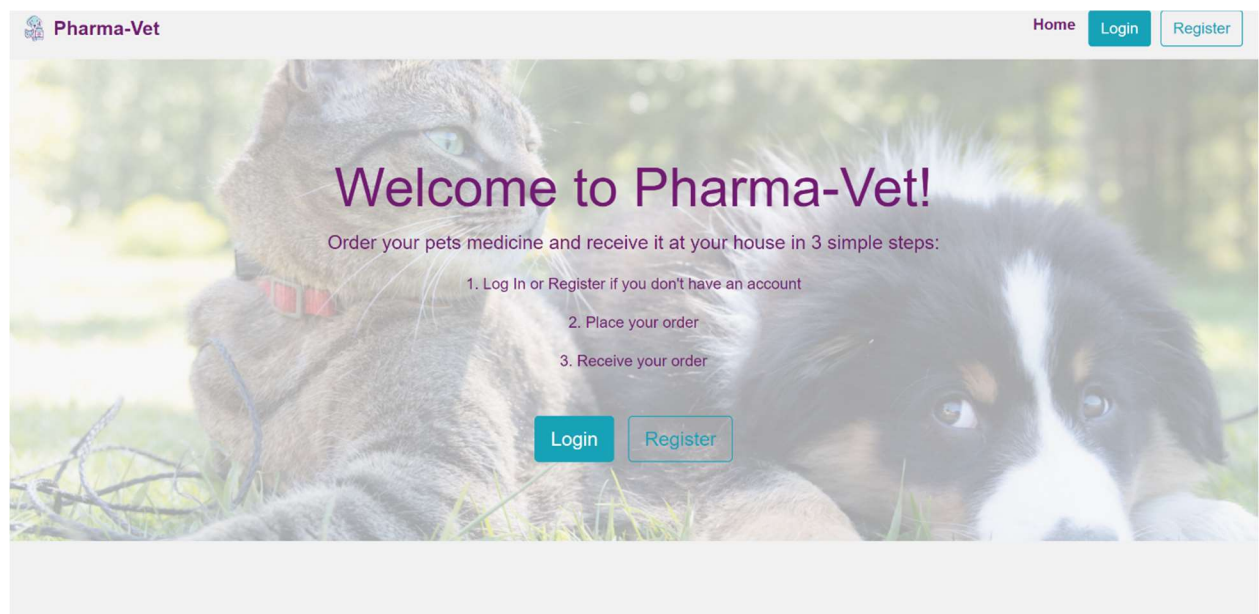 Pharma-Vet
Home Login Register
Welcome to Pharma-Vet!
Order your pets medicine and receive it at your house in 3 simple steps:
1. Log In or Register if you don't have an account
2. Place your order
3. Receive your order
Login Register